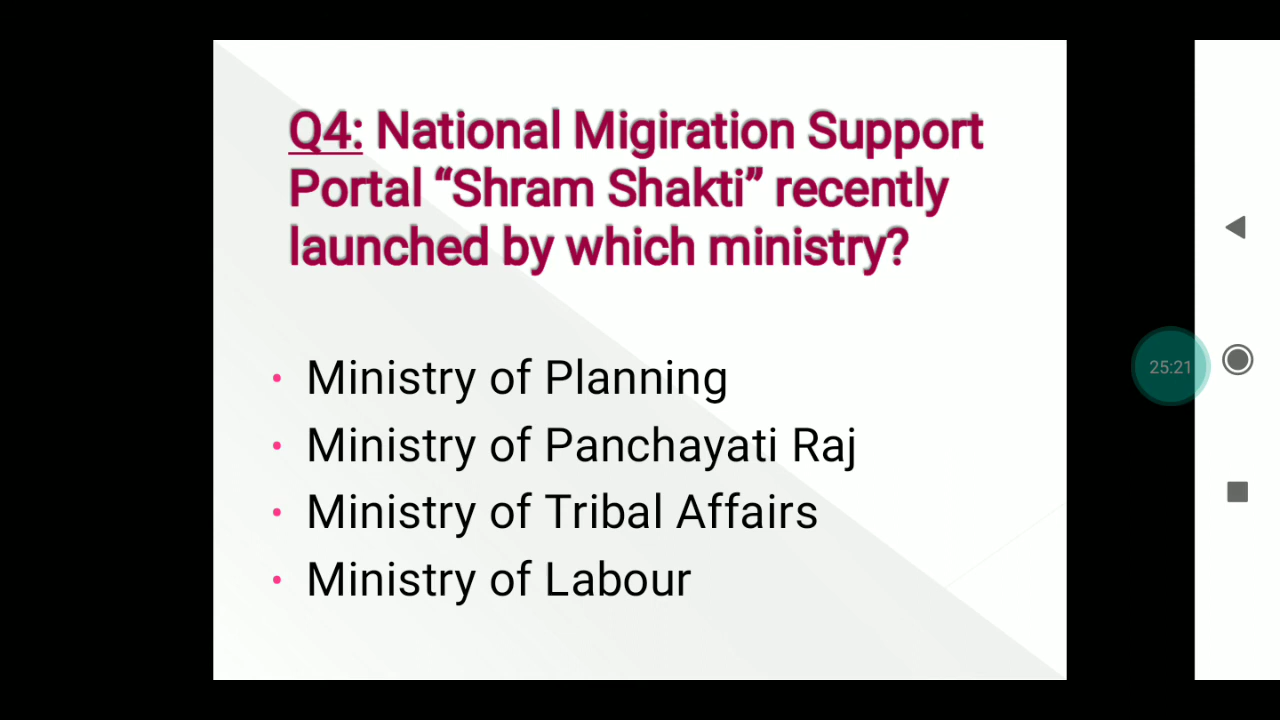 Q4: National Migiration Support
Portal “Shram Shakti” recently
launched by which ministry?
• Ministry of Planning
• Ministry of Panchayati Raj
• Ministry of Tribal Affairs
• Ministry of Labour
25:21